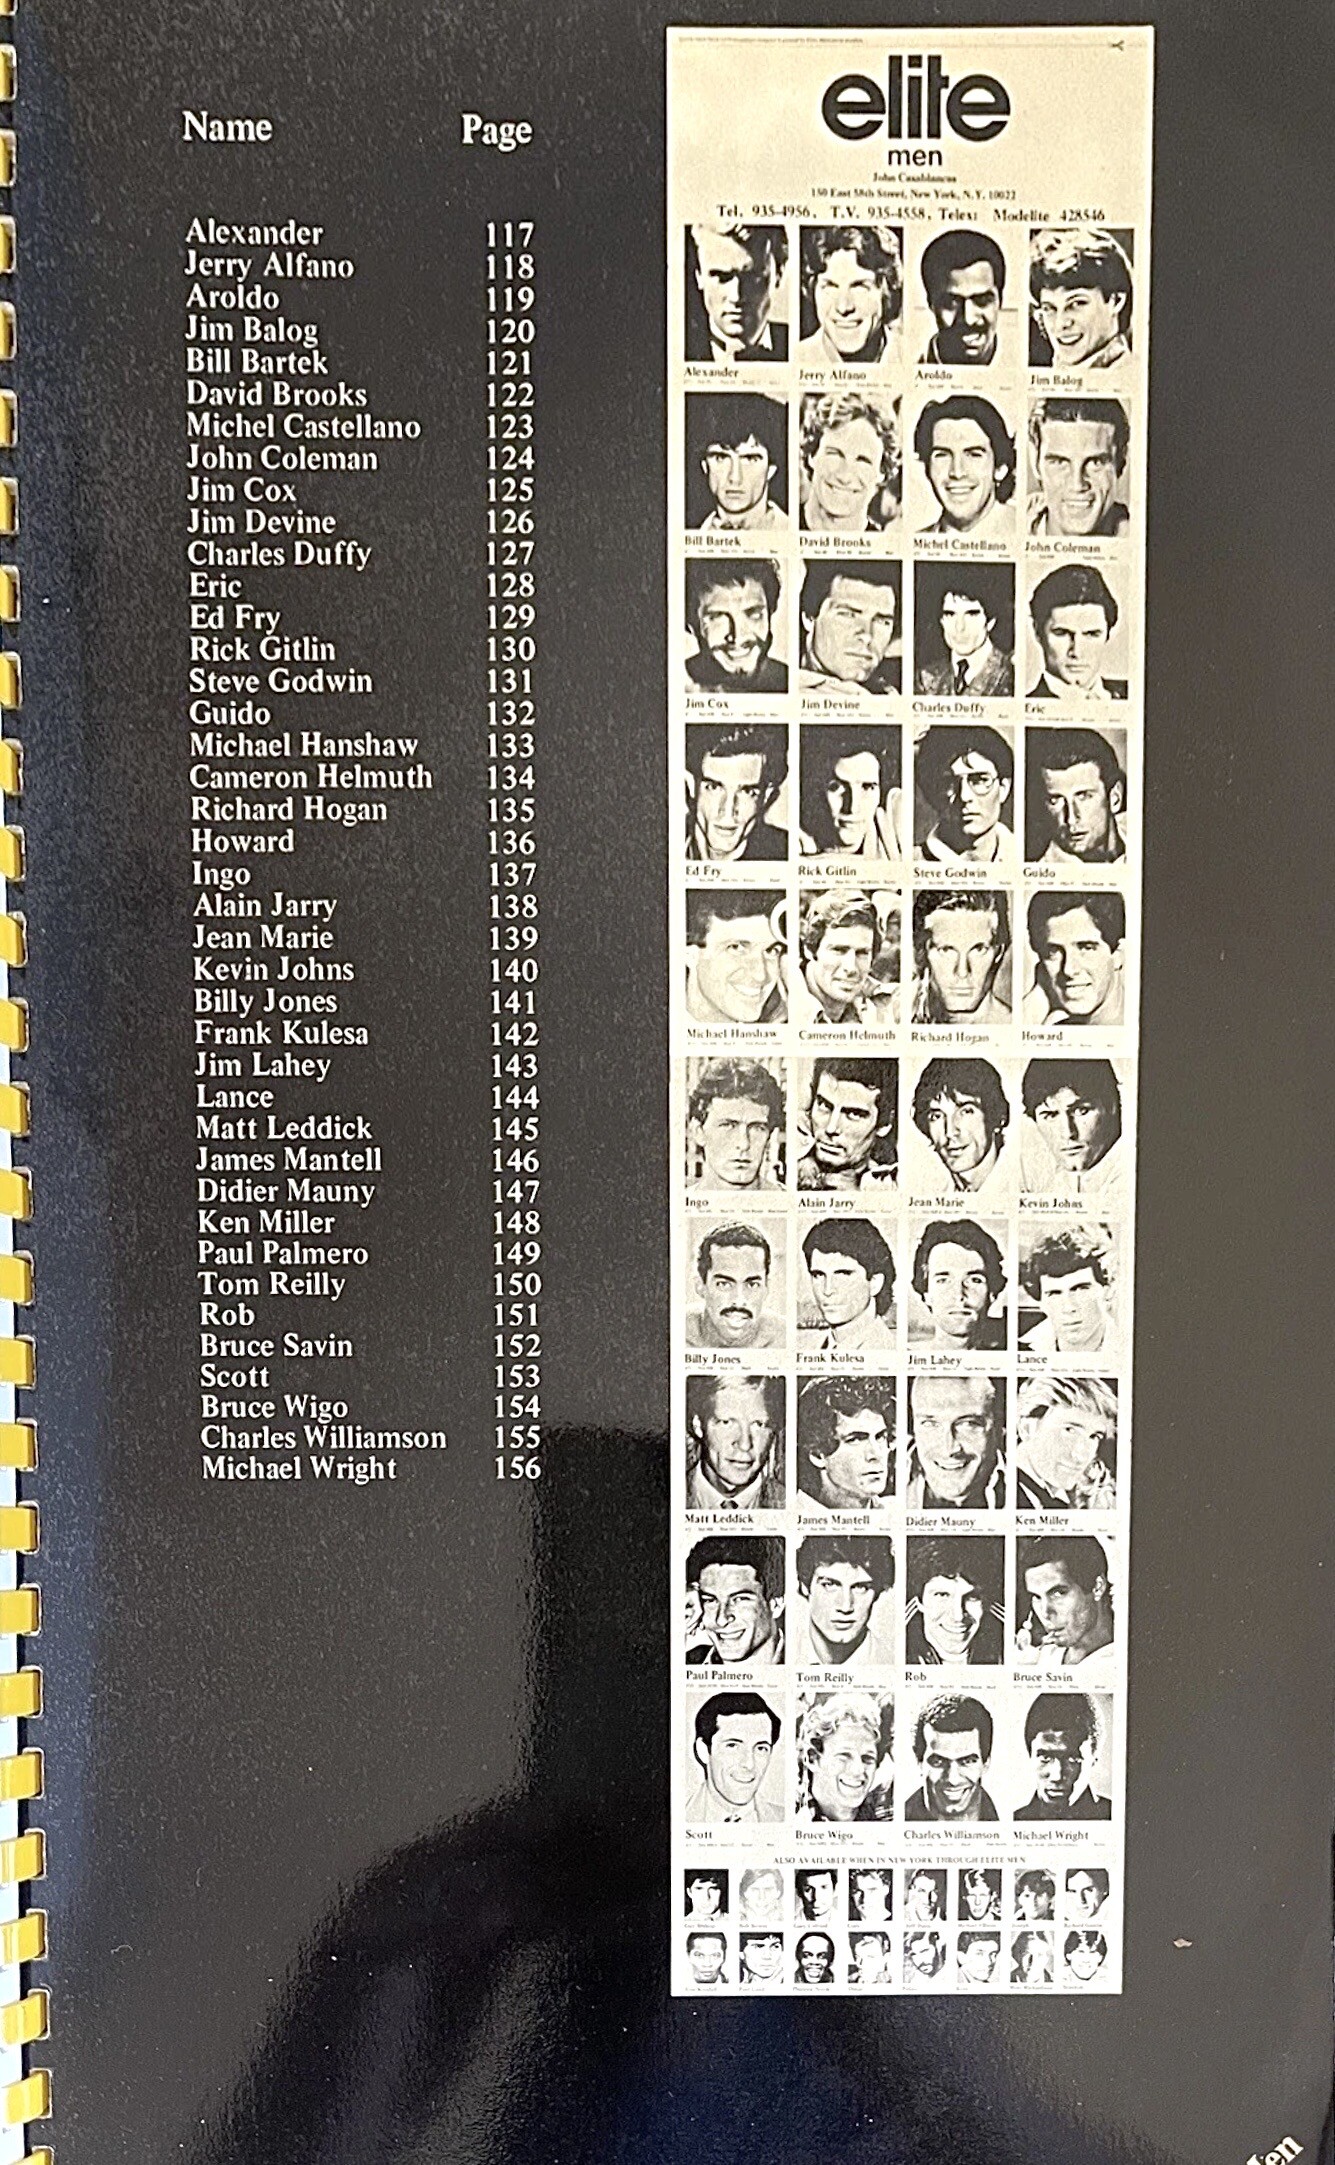 Name Page
Alexander 117
Jerry Alfano 118
Aroldo 119
Jim Balog 120
Bill Bartek 121
David Brooks 122
Michel Castellano 123
John Coleman 124
Jim Cox 125
Jim Devine 126
Charles Duffy 127
Eric 128
Ed Fry 129
Rick Gitlin 130
Steve Godwin 131
Guido 132
Michael Hanshaw 133
Cameron Helmuth 134
Richard Hogan 135
Howard 136
Ingo 137
Alain Jarry 138
Jean Marie 139
Kevin Johns 140
Billy Jones 141
Frank Kulesa 142
Jim Lahey 143
Lance 144
Matt Leddick 145
James Mantell 146
Didier Mauny 147
Ken Miller 148
Paul Palmero 149
Tom Reilly 150
Rob 151
Bruce Savin 152
Scott 153
Bruce Wigo 154
Charles Williamson 155
Michael Wright 156
elite
men
John Casablancas
150 East 58th Street, New York, N.Y. 10022
Tel. 935-4956, T.V. 935-4558, Telex: Modelite 428546
Alexander Jerry Alfano Aroldo Jim Balog
Bill Bartek David Brooks Michel Castellano John Coleman
Jim Cox Jim Devine Charles Duffy Eric
Ed Fry Rick Gitlin Steve Godwin Guido
Michael Hanshaw Cameron Helmuth Richard Hogan Howard
Ingo Alain Jarry Jean Marie Kevin Johns
Billy Jones Frank Kulesa Jim Lahey Lance
Matt Leddick James Mantell Didier Mauny Ken Miller
Paul Palmero Tom Reilly Rob Bruce Savin
Scott Bruce Wigo Charles Williamson Michael Wright
ALSO AVAILABLE WHEN IN NEW YORK THROUGH ELITE MEN